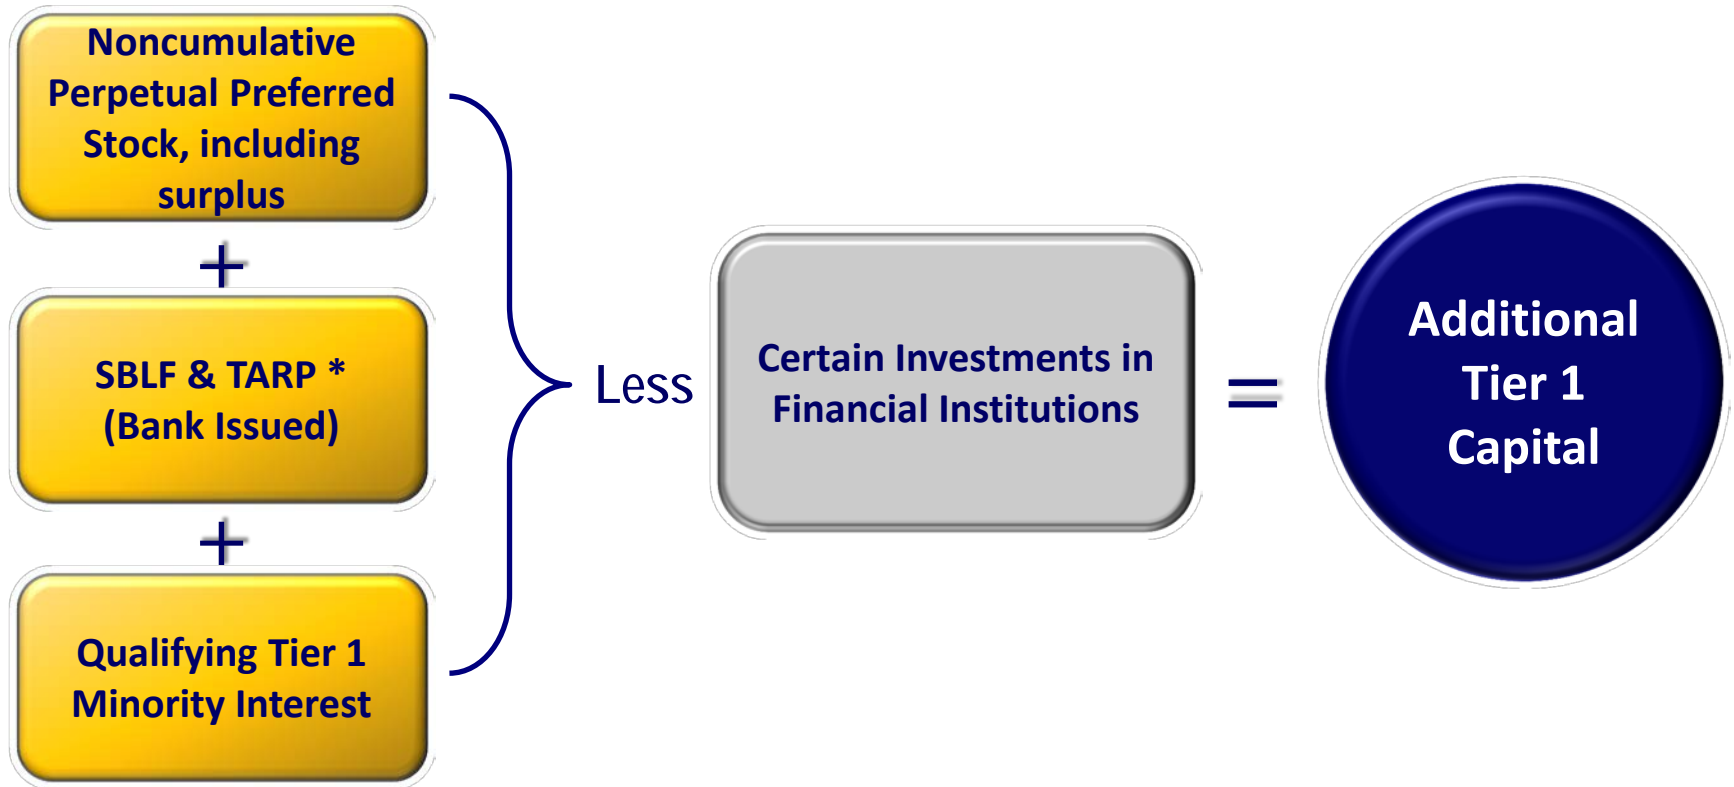 Noncumulative
Perpetual Preferred
Stock, including
surplus
+
SBLF & TARP *
(Bank Issued)
+
Qualifying Tier 1
Minority Interest
Less
Certain Investments in
Financial Institutions
=
Additional
Tier 1
Capital